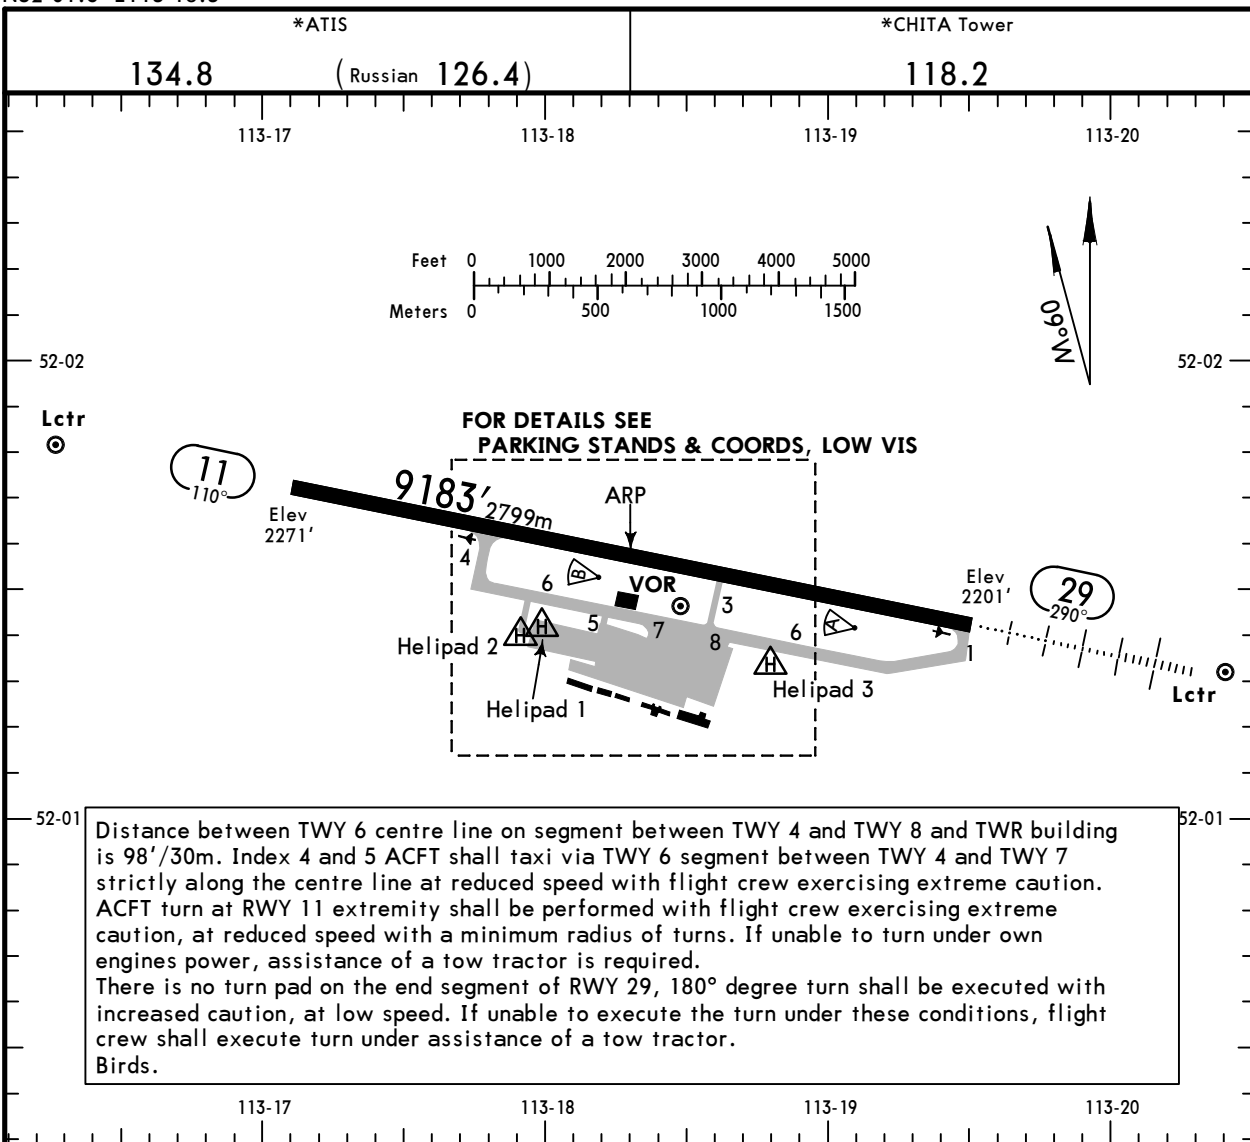 *ATIS
134.8 (Russian 126.4)
*CHITA Tower
118.2
113-17 113-18 113-19 113-20
Feet 0 1000 2000 3000 4000 5000
Meters 0 500 1000 1500
09°W
52-02 52-02
Lctr
FOR DETAILS SEE
PARKING STANDS & COORDS, LOW VIS
11
110°
9183' 2799m
ARP
Elev
2271'
4
B
6
VOR
3
Elev
2201'
29
290°
A
5
7
8
6
1
H
H
H
Helipad 2
Helipad 1
Helipad 3
Lctr
52-01 52-01
Distance between TWY 6 centre line on segment between TWY 4 and TWY 8 and TWR building
is 98'/30m. Index 4 and 5 ACFT shall taxi via TWY 6 segment between TWY 4 and TWY 7
strictly along the centre line at reduced speed with flight crew exercising extreme caution.
ACFT turn at RWY 11 extremity shall be performed with flight crew exercising extreme
caution, at reduced speed with a minimum radius of turns. If unable to turn under own
engines power, assistance of a tow tractor is required.
There is no turn pad on the end segment of RWY 29, 180° degree turn shall be executed with
increased caution, at low speed. If unable to execute the turn under these conditions, flight
crew shall execute turn under assistance of a tow tractor.
Birds.
113-17 113-18 113-19 113-20